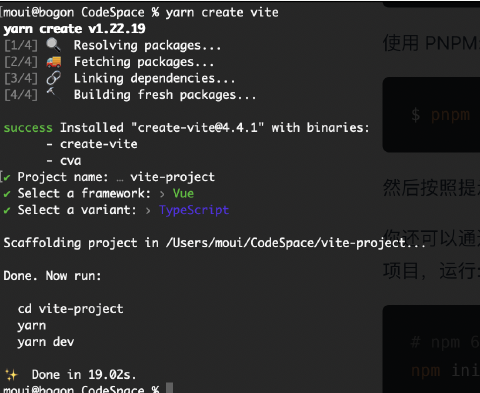 moui@bogon CodeSpace % yarn create vite
yarn create v1.22.19
[1/4] 🔍 Resolving packages...
[2/4] 🚚 Fetching packages...
[3/4] 🔗 Linking dependencies...
[4/4] 🔨 Building fresh packages...
success Installed "create-vite@4.4.1" with binaries:
- create-vite
- cva
✔ Project name: … vite-project
✔ Select a framework: › Vue
✔ Select a variant: › TypeScript
Scaffolding project in /Users/moui/CodeSpace/vite-project...
Done. Now run:
cd vite-project
yarn
yarn dev
✨ Done in 19.02s.
moui@bogon CodeSpace %
使用 PNPM
$ pnpm
然后按照提
你还可以通
项目，运行
# npm 6
npm ini